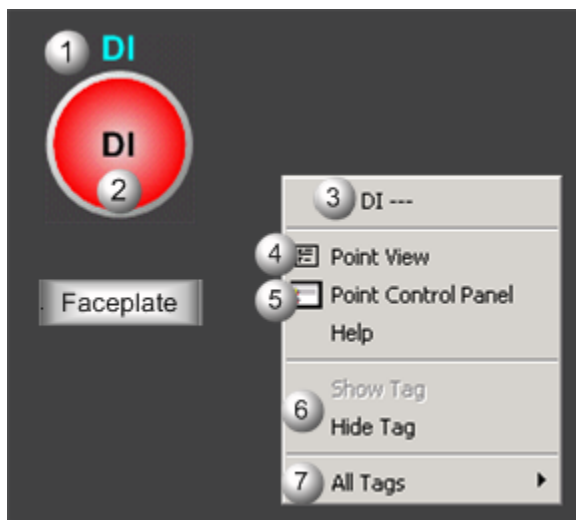 1 DI
DI
2
3 DI ---
4 Point View
Faceplate
5 Point Control Panel
Help
Show Tag
6
Hide Tag
7 All Tags